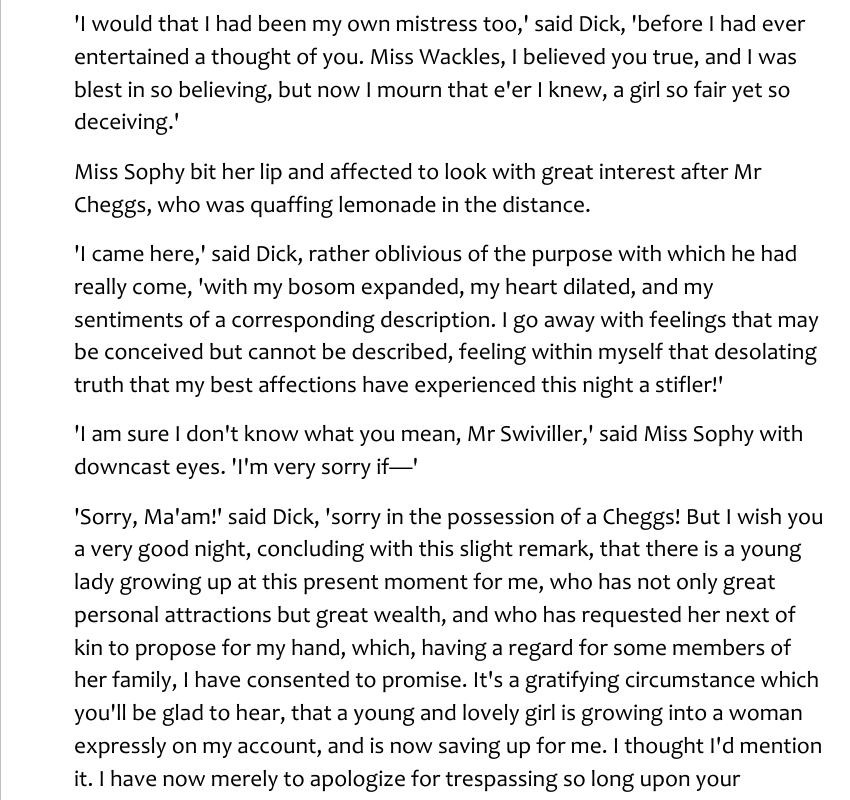 'I would that I had been my own mistress too,' said Dick, 'before I had ever
entertained a thought of you. Miss Wackles, I believed you true, and I was
blest in so believing, but now I mourn that e'er I knew, a girl so fair yet so
deceiving.'
Miss Sophy bit her lip and affected to look with great interest after Mr
Cheggs, who was quaffing lemonade in the distance.
'I came here,' said Dick, rather oblivious of the purpose with which he had
really come, 'with my bosom expanded, my heart dilated, and my
sentiments of a corresponding description. I go away with feelings that may
be conceived but cannot be described, feeling within myself that desolating
truth that my best affections have experienced this night a stifler!'
'I am sure I don't know what you mean, Mr Swiviller,' said Miss Sophy with
downcast eyes. 'I'm very sorry if—'
'Sorry, Ma'am!' said Dick, 'sorry in the possession of a Cheggs! But I wish you
a very good night, concluding with this slight remark, that there is a young
lady growing up at this present moment for me, who has not only great
personal attractions but great wealth, and who has requested her next of
kin to propose for my hand, which, having a regard for some members of
her family, I have consented to promise. It's a gratifying circumstance which
you'll be glad to hear, that a young and lovely girl is growing into a woman
expressly on my account, and is now saving up for me. I thought I'd mention
it. I have now merely to apologize for trespassing so long upon your